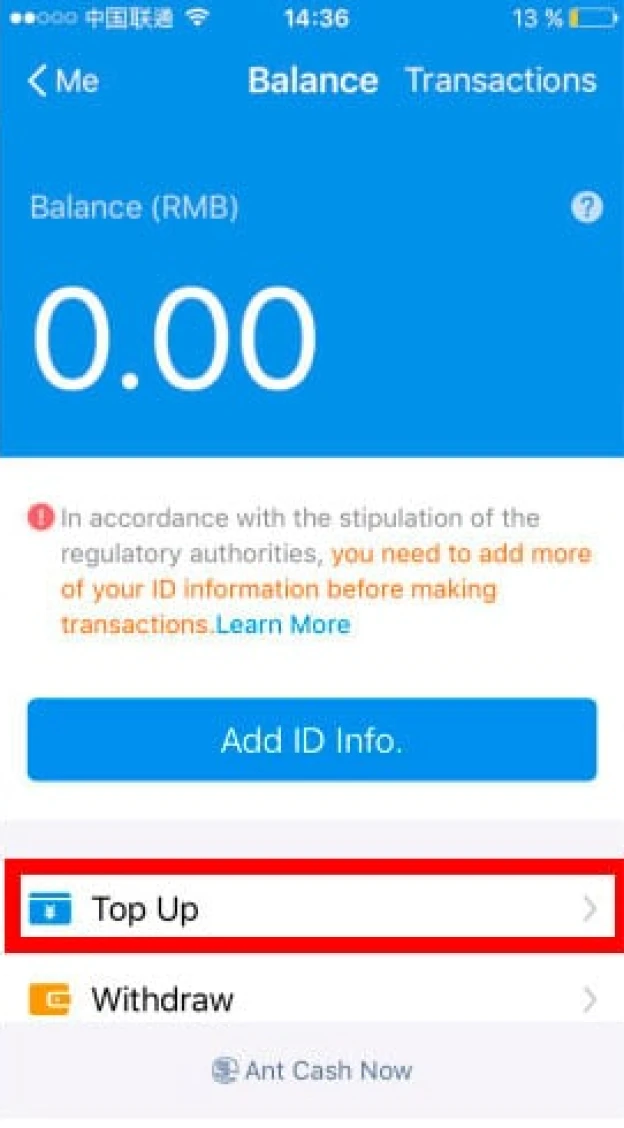 中国联通 14:36 13 %
Me Balance Transactions
Balance (RMB) ?
0.00
! In accordance with the stipulation of the
regulatory authorities, you need to add more
of your ID information before making
transactions.Learn More
Add ID Info.
¥ Top Up
Withdraw
Ant Cash Now